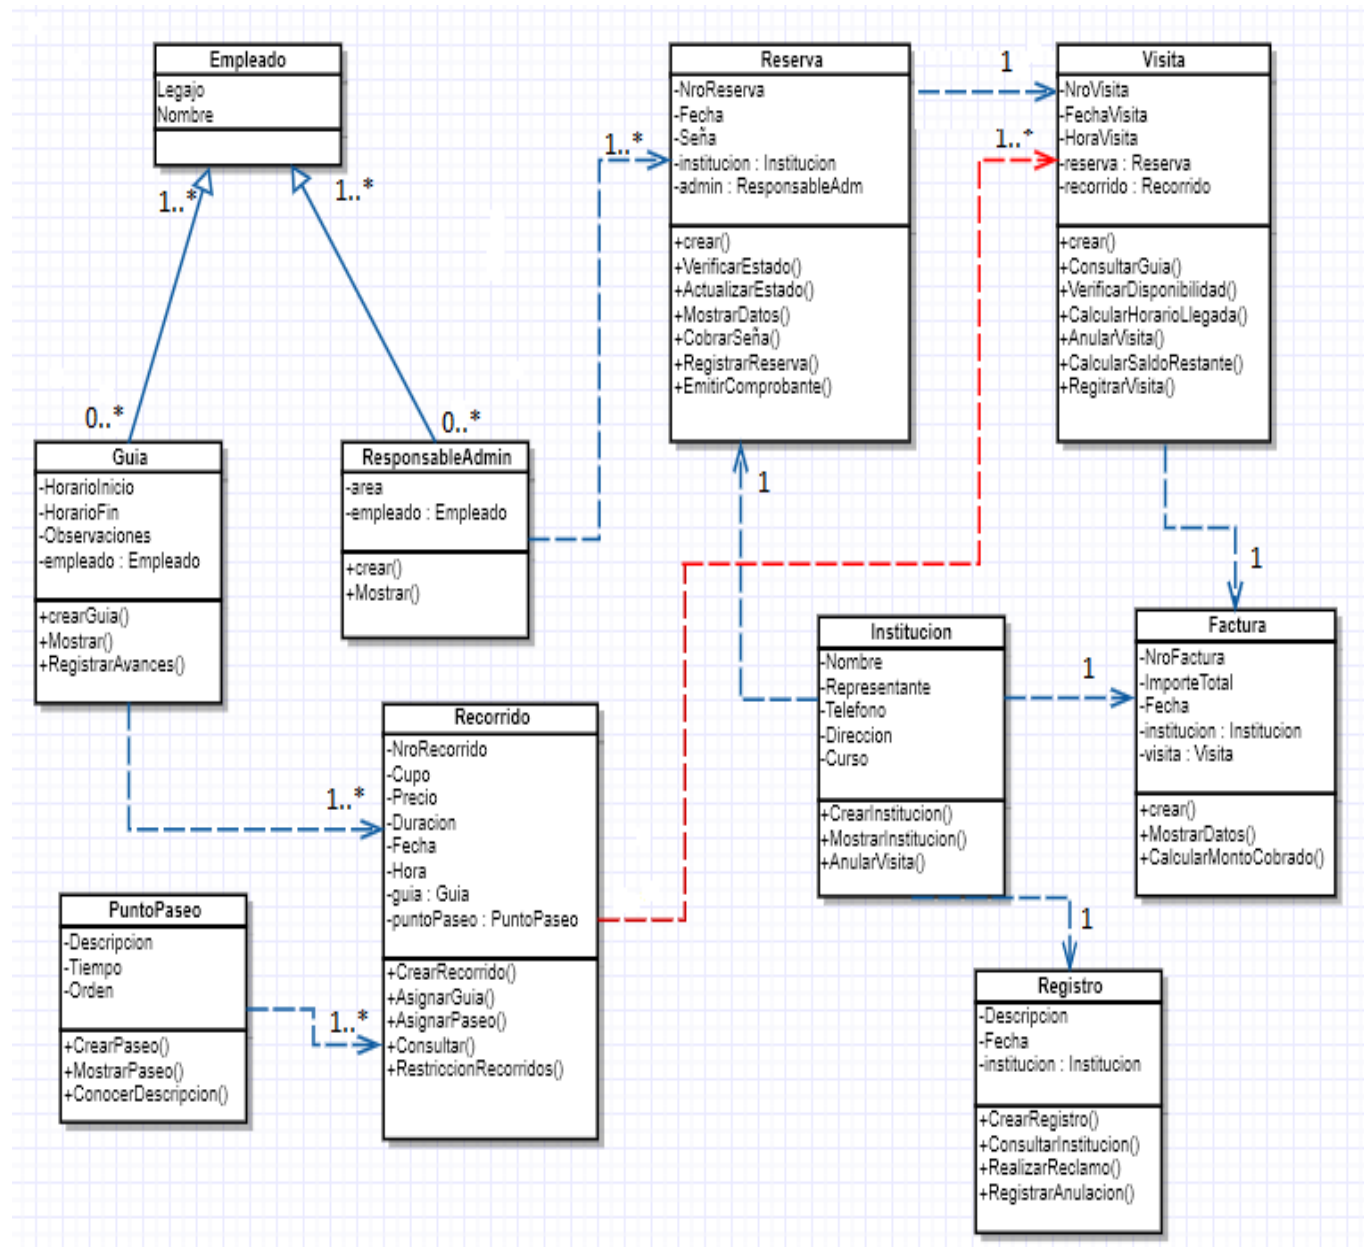 Empleado
Legajo
Nombre
1..*
1..*
0..*
0..*
Guia
-HorarioInicio
-HorarioFin
-Observaciones
-empleado : Empleado
+crearGuia()
+Mostrar()
+RegistrarAvances()
ResponsableAdmin
-area
-empleado : Empleado
+crear()
+Mostrar()
1..*
Reserva
-NroReserva
-Fecha
-Seña
-institucion : Institucion
-admin : ResponsableAdm
+crear()
+VerificarEstado()
+ActualizarEstado()
+MostrarDatos()
+CobrarSeña()
+RegistrarReserva()
+EmitirComprobante()
1
1..*
Visita
-NroVisita
-FechaVisita
-HoraVisita
-reserva : Reserva
-recorrido : Recorrido
+crear()
+ConsultarGuia()
+VerificarDisponibilidad()
+CalcularHorarioLlegada()
+AnularVisita()
+CalcularSaldoRestante()
+RegitrarVisita()
1
1
Institucion
-Nombre
-Representante
-Telefono
-Direccion
-Curso
+CrearInstitucion()
+MostrarInstitucion()
+AnularVisita()
1
Factura
-NroFactura
-ImporteTotal
-Fecha
-institucion : Institucion
-visita : Visita
+crear()
+MostrarDatos()
+CalcularMontoCobrado()
1..*
Recorrido
-NroRecorrido
-Cupo
-Precio
-Duracion
-Fecha
-Hora
-guia : Guia
-puntoPaseo : PuntoPaseo
+CrearRecorrido()
+AsignarGuia()
+AsignarPaseo()
+Consultar()
+RestriccionRecorridos()
PuntoPaseo
-Descripcion
-Tiempo
-Orden
+CrearPaseo()
+MostrarPaseo()
+ConocerDescripcion()
1..*
1
Registro
-Descripcion
-Fecha
-institucion : Institucion
+CrearRegistro()
+ConsultarInstitucion()
+RealizarReclamo()
+RegistrarAnulacion()